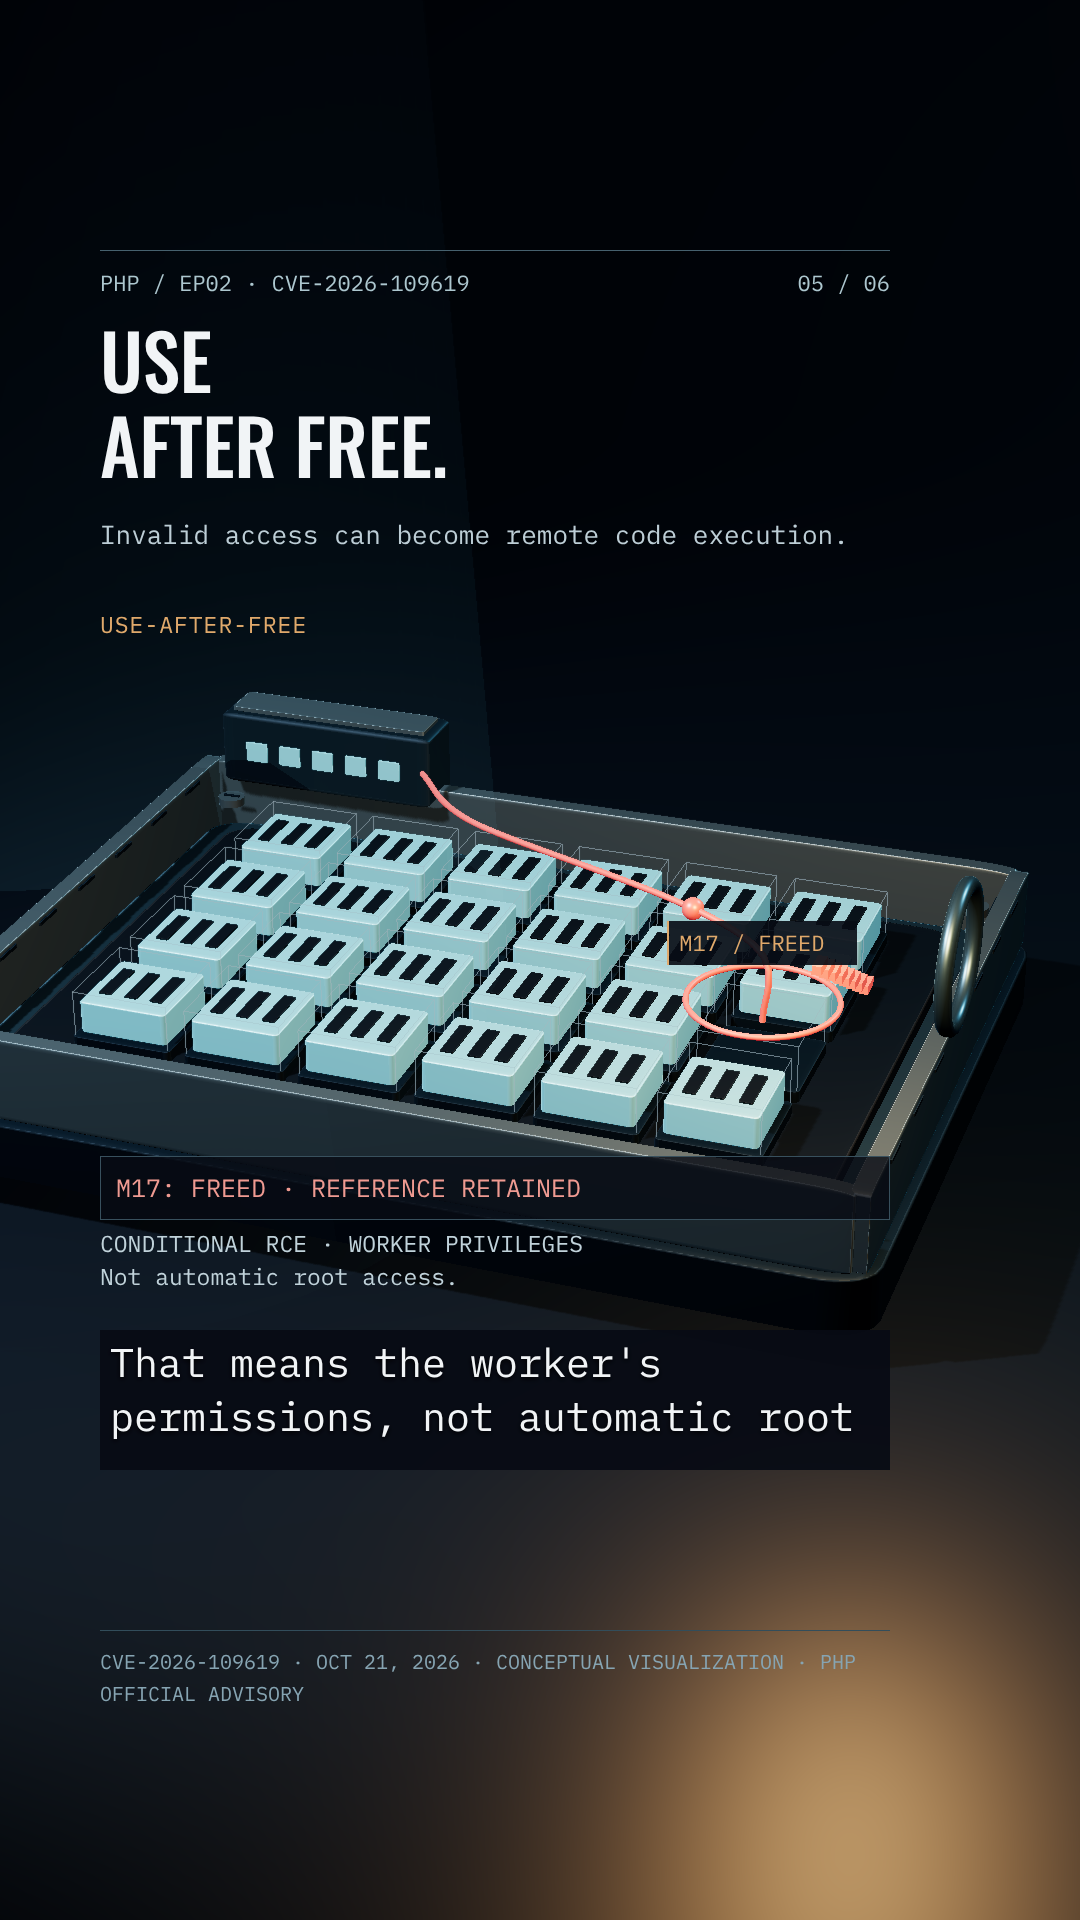 PHP / EP02 · CVE-2026-109619
05 / 06
USE
AFTER FREE.
Invalid access can become remote code execution.
USE-AFTER-FREE
M17 / FREED
M17: FREED · REFERENCE RETAINED
CONDITIONAL RCE · WORKER PRIVILEGES
Not automatic root access.
That means the worker's
permissions, not automatic root
CVE-2026-109619 · OCT 21, 2026 · CONCEPTUAL VISUALIZATION · PHP
OFFICIAL ADVISORY